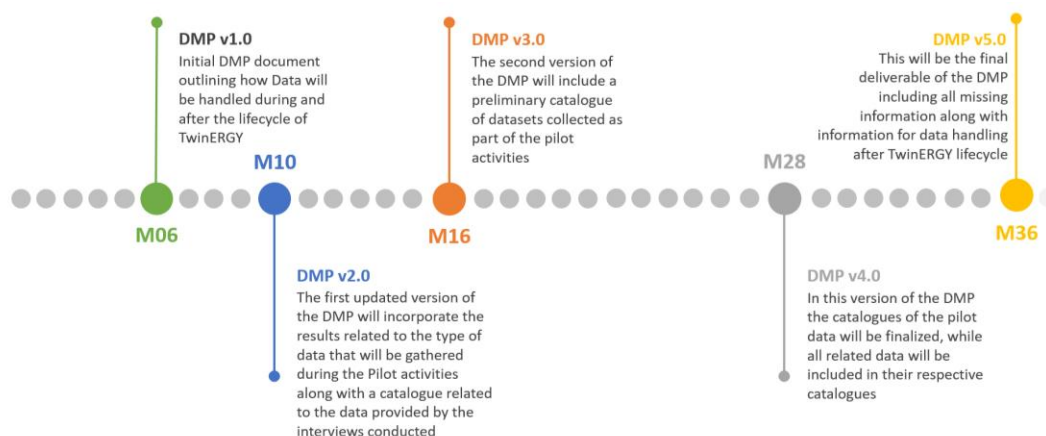 DMP v1.0
Initial DMP document
outlining how Data will
be handled during and
after the lifecycle of
TwinERGY
DMP v3.0
The second version of
the DMP will include a
preliminary catalogue
of datasets collected as
part of the pilot
activities
DMP v5.0
This will be the final
deliverable of the DMP
including all missing
information along with
information for data handling
after TwinERGY lifecycle
M10
M28
M06
M16
M36
DMP v2.0
The first updated version of
the DMP will incorporate the
results related to the type of
data that will be gathered
during the Pilot activities
along with a catalogue related
to the data provided by the
interviews conducted
DMP v4.0
In this version of the DMP
the catalogues of the pilot
data will be finalized, while
all related data will be
included in their respective
catalogues